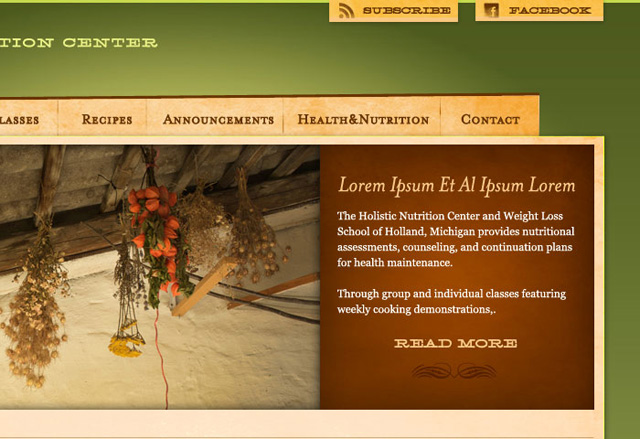 SUBSCRIBE
FACEBOOK
TION CENTER
LASSES
RECIPES
ANNOUNCEMENTS
HEALTH&NUTRITION
CONTACT
Lorem Ipsum Et Al Ipsum Lorem
The Holistic Nutrition Center and Weight Loss
School of Holland, Michigan provides nutritional
assessments, counseling, and continuation plans
for health maintenance.
Through group and individual classes featuring
weekly cooking demonstrations,.
READ MORE